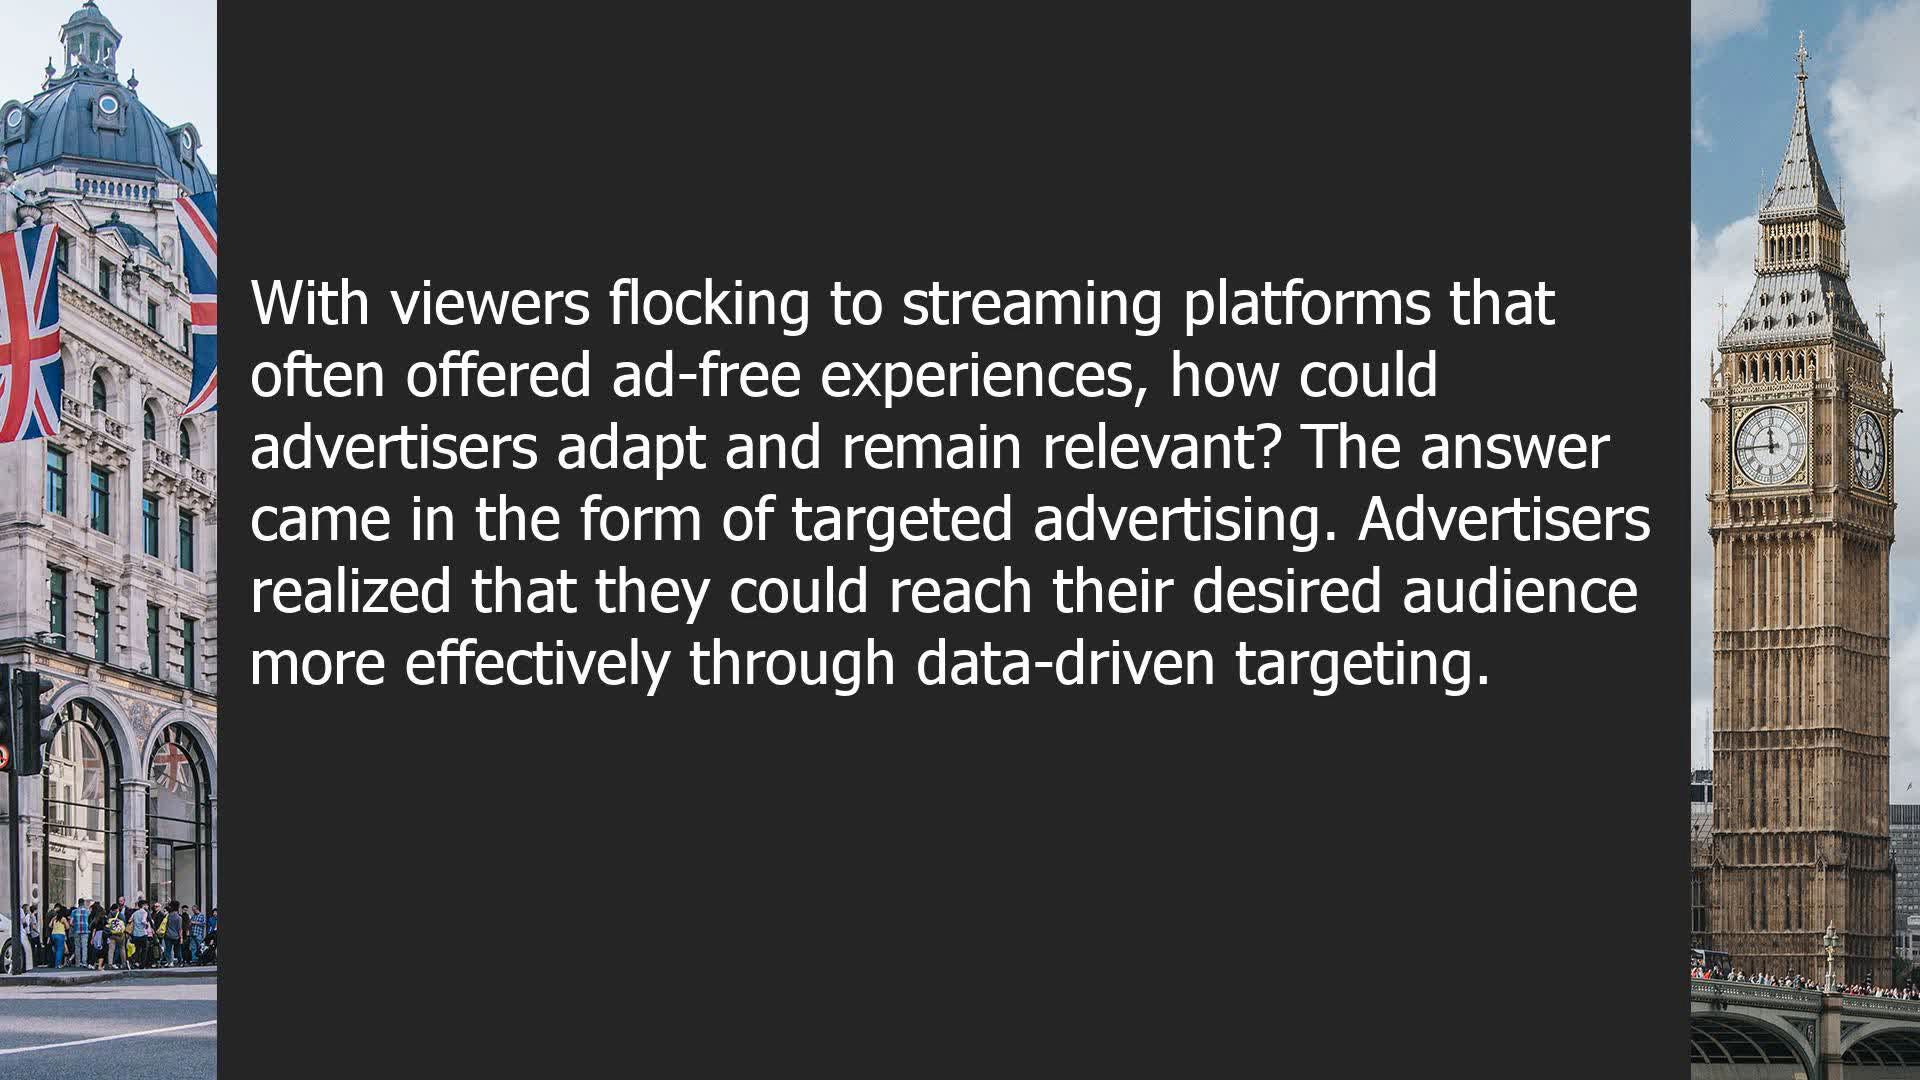 With viewers flocking to streaming platforms that
often offered ad-free experiences, how could
advertisers adapt and remain relevant? The answer
came in the form of targeted advertising. Advertisers
realized that they could reach their desired audience
more effectively through data-driven targeting.